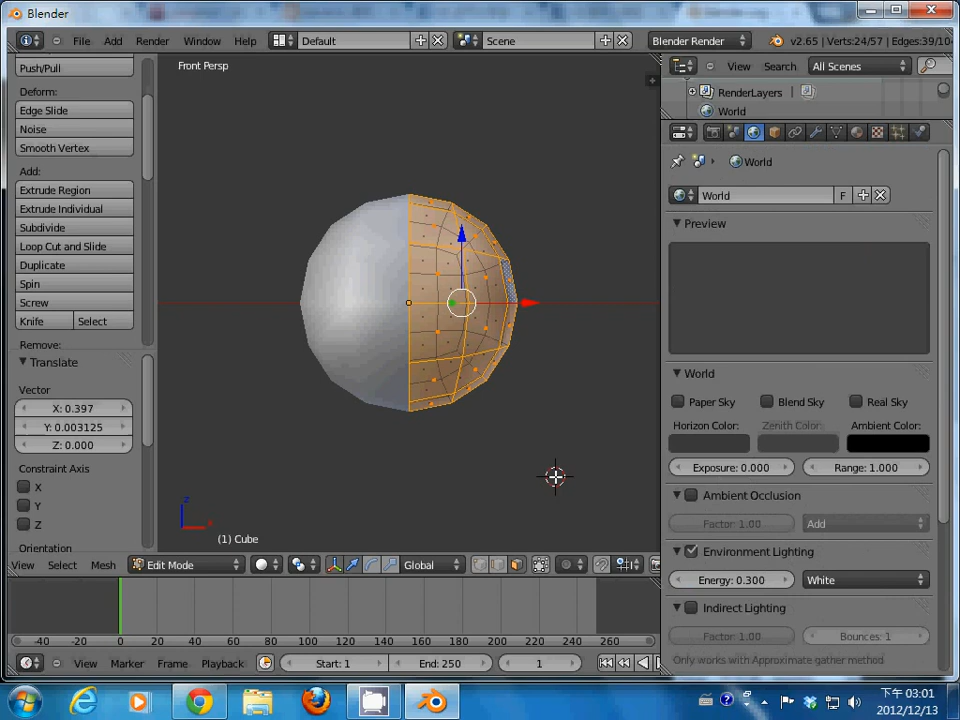 Blender
File Add Render Window Help Default Scene Blender Render v2.65 | Verts:24/57 | Edges:39/10
Push/Pull
Deform:
Edge Slide
Noise
Smooth Vertex
Add:
Extrude Region
Extrude Individual
Subdivide
Loop Cut and Slide
Duplicate
Spin
Screw
Knife Select
Remove:
Translate
Vector
X: 0.397
Y: 0.003125
Z: 0.000
Constraint Axis
X
Y
Z
Orientation
Front Persp
z
x
(1) Cube
View Select Mesh Edit Mode Global
View Search All Scenes
RenderLayers |
World
World
World F
Preview
World
Paper Sky Blend Sky Real Sky
Horizon Color: Zenith Color: Ambient Color:
Exposure: 0.000 Range: 1.000
Ambient Occlusion
Factor: 1.00 Add
Environment Lighting
Energy: 0.300 White
Indirect Lighting
Factor: 1.00 Bounces: 1
Only works with Approximate gather method
-40 -20 0 20 40 60 80 100 120 140 160 180 200 220 240 260
View Marker Frame Playback Start: 1 End: 250 1
下午 03:01
2012/12/13